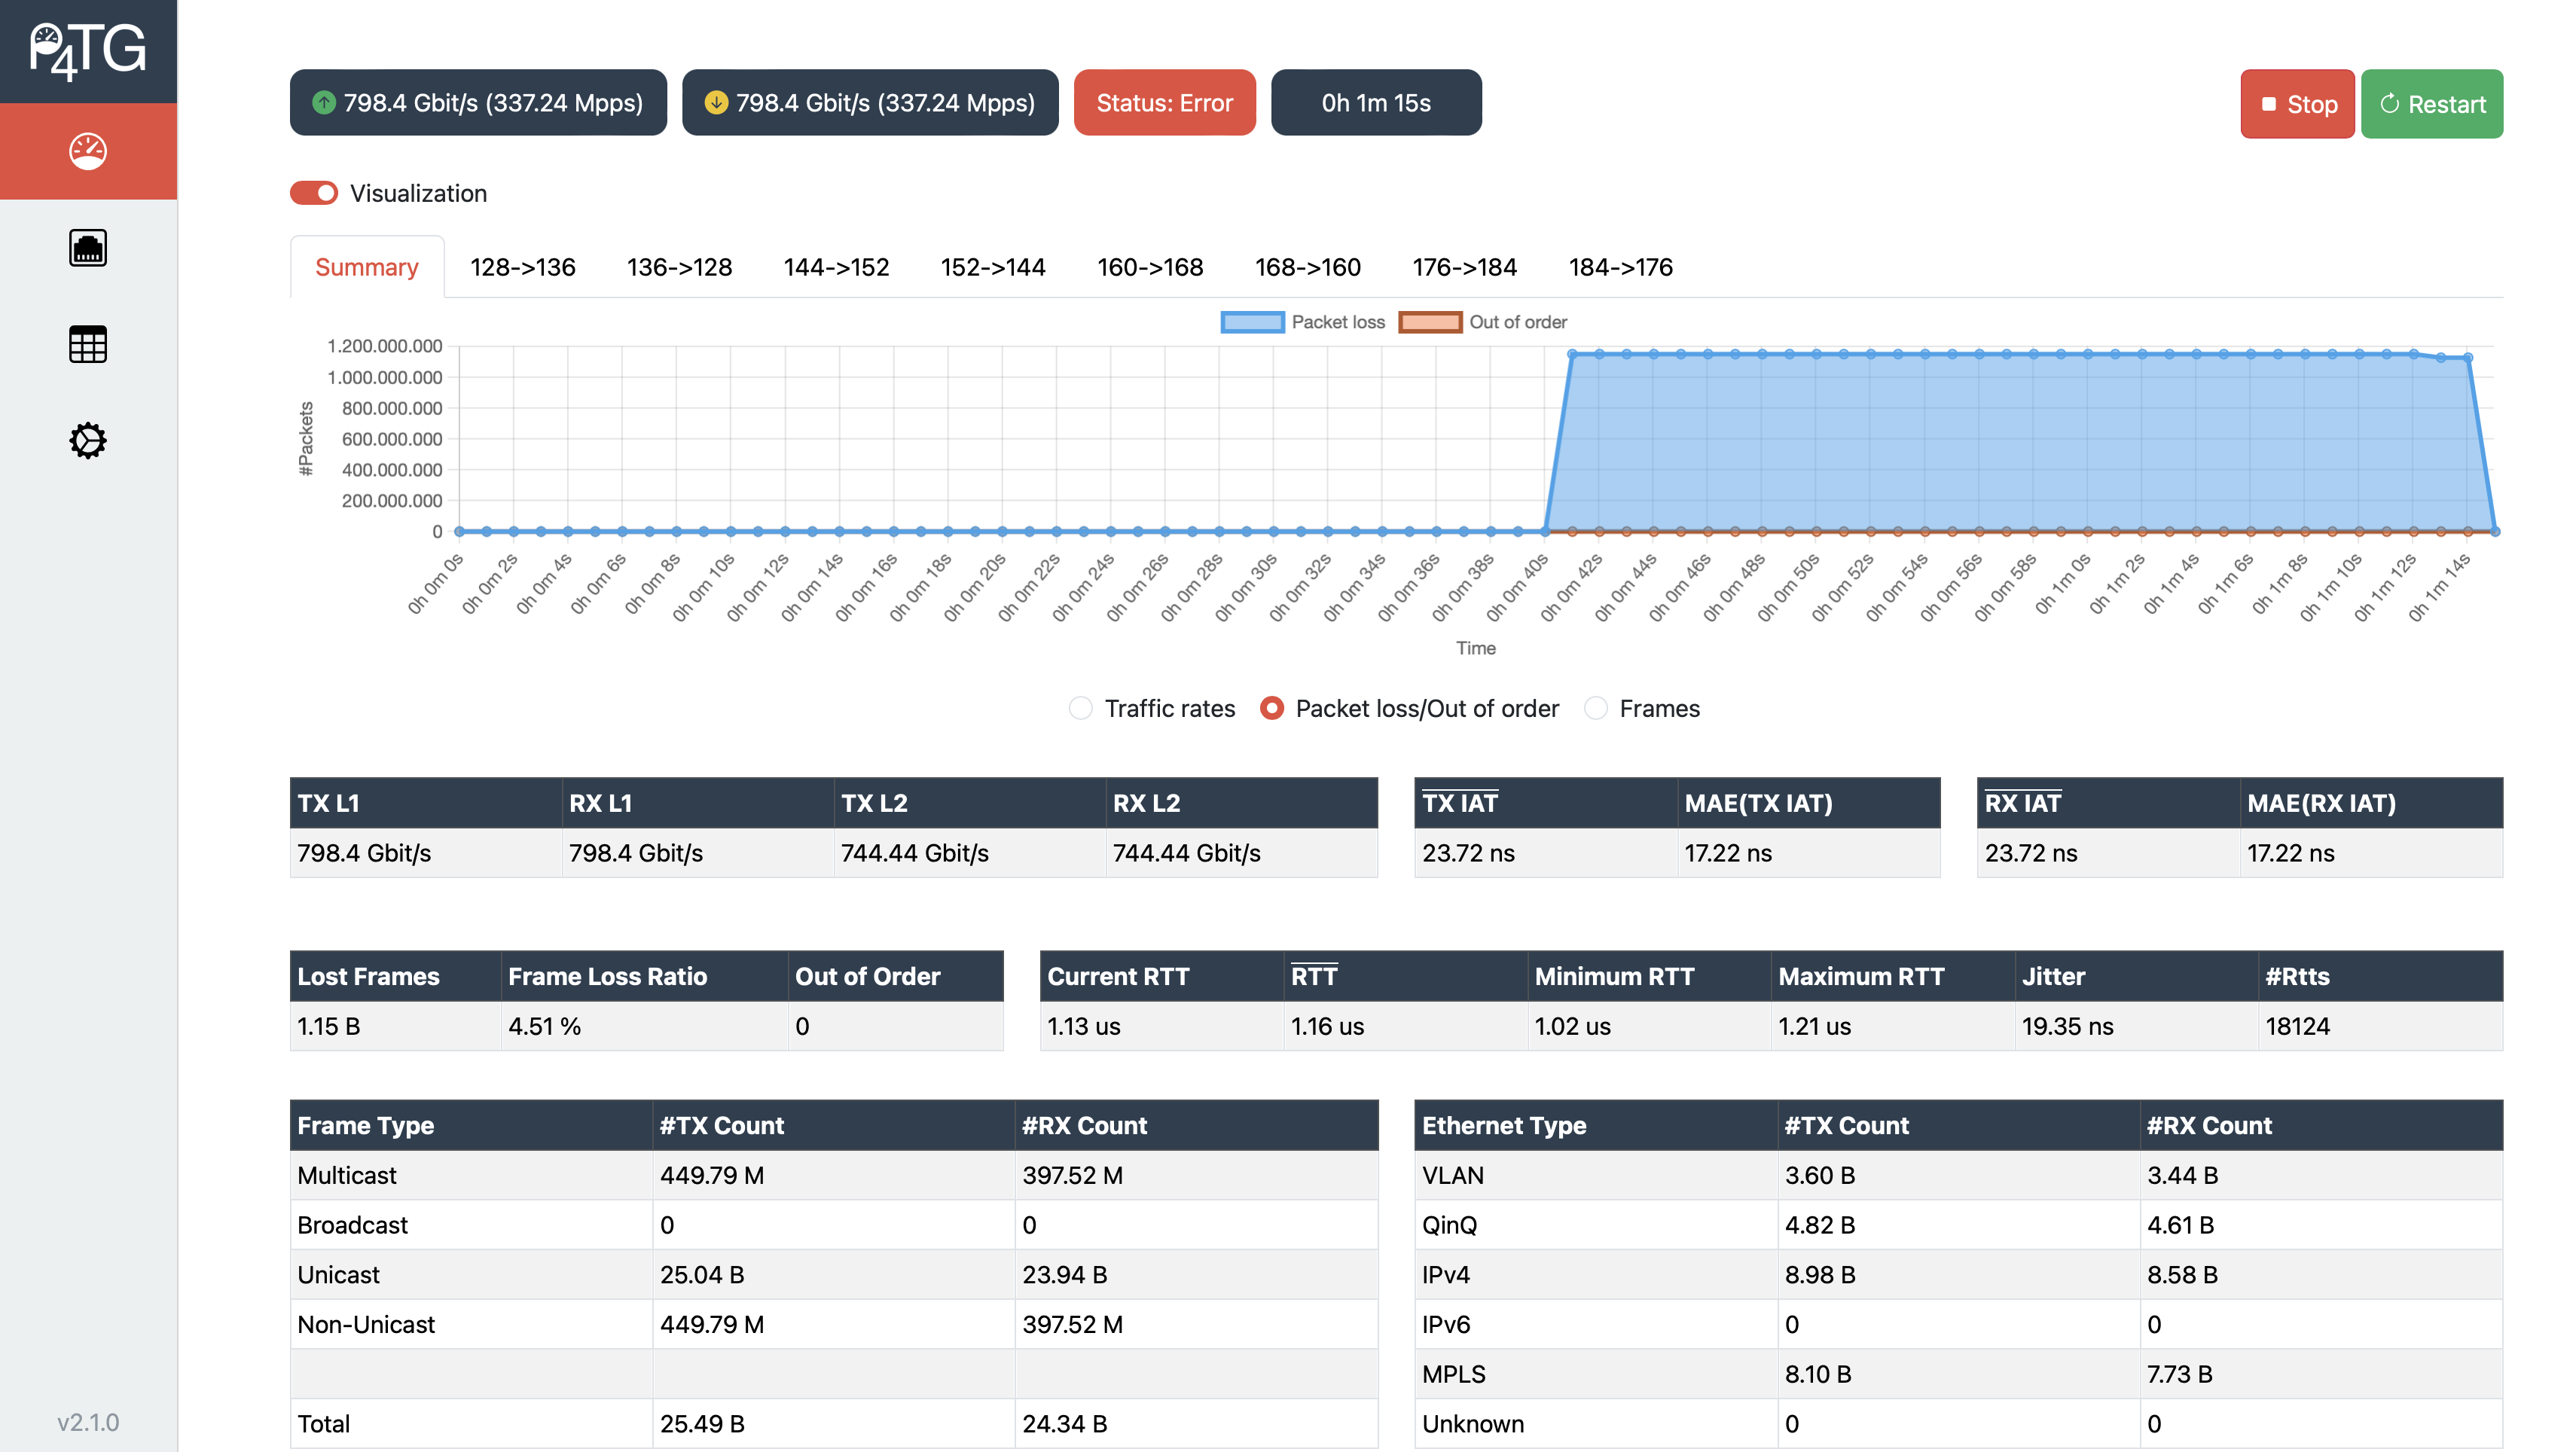 P4TG
798.4 Gbit/s (337.24 Mpps) 798.4 Gbit/s (337.24 Mpps) Status: Error 0h 1m 15s Stop Restart
Visualization
Summary 128->136 136->128 144->152 152->144 160->168 168->160 176->184 184->176
Packet loss Out of order
1.200.000.000
1.000.000.000
800.000.000
600.000.000
400.000.000
200.000.000
0
#Packets
0h 0m 0s 0h 0m 2s 0h 0m 4s 0h 0m 6s 0h 0m 8s 0h 0m 10s 0h 0m 12s 0h 0m 14s 0h 0m 16s 0h 0m 18s 0h 0m 20s 0h 0m 22s 0h 0m 24s 0h 0m 26s 0h 0m 28s 0h 0m 30s 0h 0m 32s 0h 0m 34s 0h 0m 36s 0h 0m 38s 0h 0m 40s 0h 0m 42s 0h 0m 44s 0h 0m 46s 0h 0m 48s 0h 0m 50s 0h 0m 52s 0h 0m 54s 0h 0m 56s 0h 0m 58s 0h 1m 0s 0h 1m 2s 0h 1m 4s 0h 1m 6s 0h 1m 8s 0h 1m 10s 0h 1m 12s 0h 1m 14s
Time
Traffic rates Packet loss/Out of order Frames
TX L1 RX L1 TX L2 RX L2 TX IAT MAE(TX IAT) RX IAT MAE(RX IAT)
798.4 Gbit/s 798.4 Gbit/s 744.44 Gbit/s 744.44 Gbit/s 23.72 ns 17.22 ns 23.72 ns 17.22 ns
Lost Frames Frame Loss Ratio Out of Order Current RTT RTT Minimum RTT Maximum RTT Jitter #Rtts
1.15 B 4.51 % 0 1.13 us 1.16 us 1.02 us 1.21 us 19.35 ns 18124
Frame Type #TX Count #RX Count Ethernet Type #TX Count #RX Count
Multicast 449.79 M 397.52 M VLAN 3.60 B 3.44 B
Broadcast 0 0 QinQ 4.82 B 4.61 B
Unicast 25.04 B 23.94 B IPv4 8.98 B 8.58 B
Non-Unicast 449.79 M 397.52 M IPv6 0 0
MPLS 8.10 B 7.73 B
Total 25.49 B 24.34 B Unknown 0 0
v2.1.0